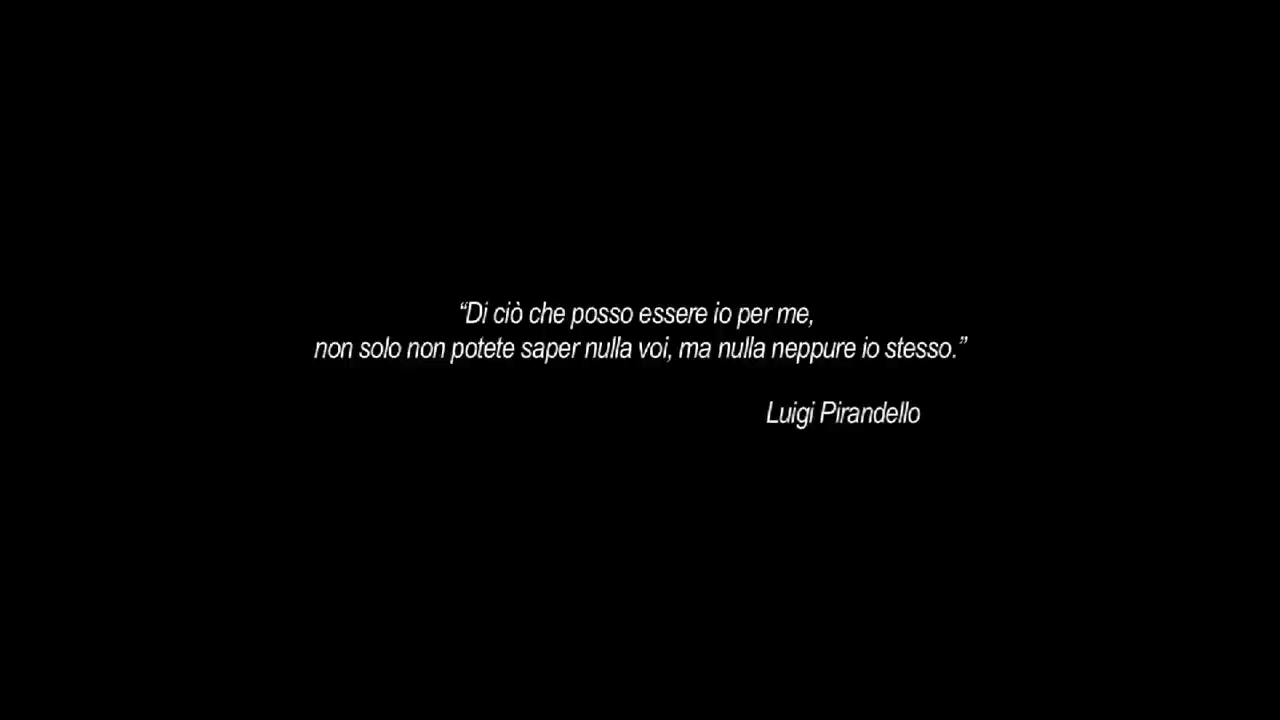 “Di ciò che posso essere io per me,
non solo non potete saper nulla voi, ma nulla neppure io stesso.”
Luigi Pirandello